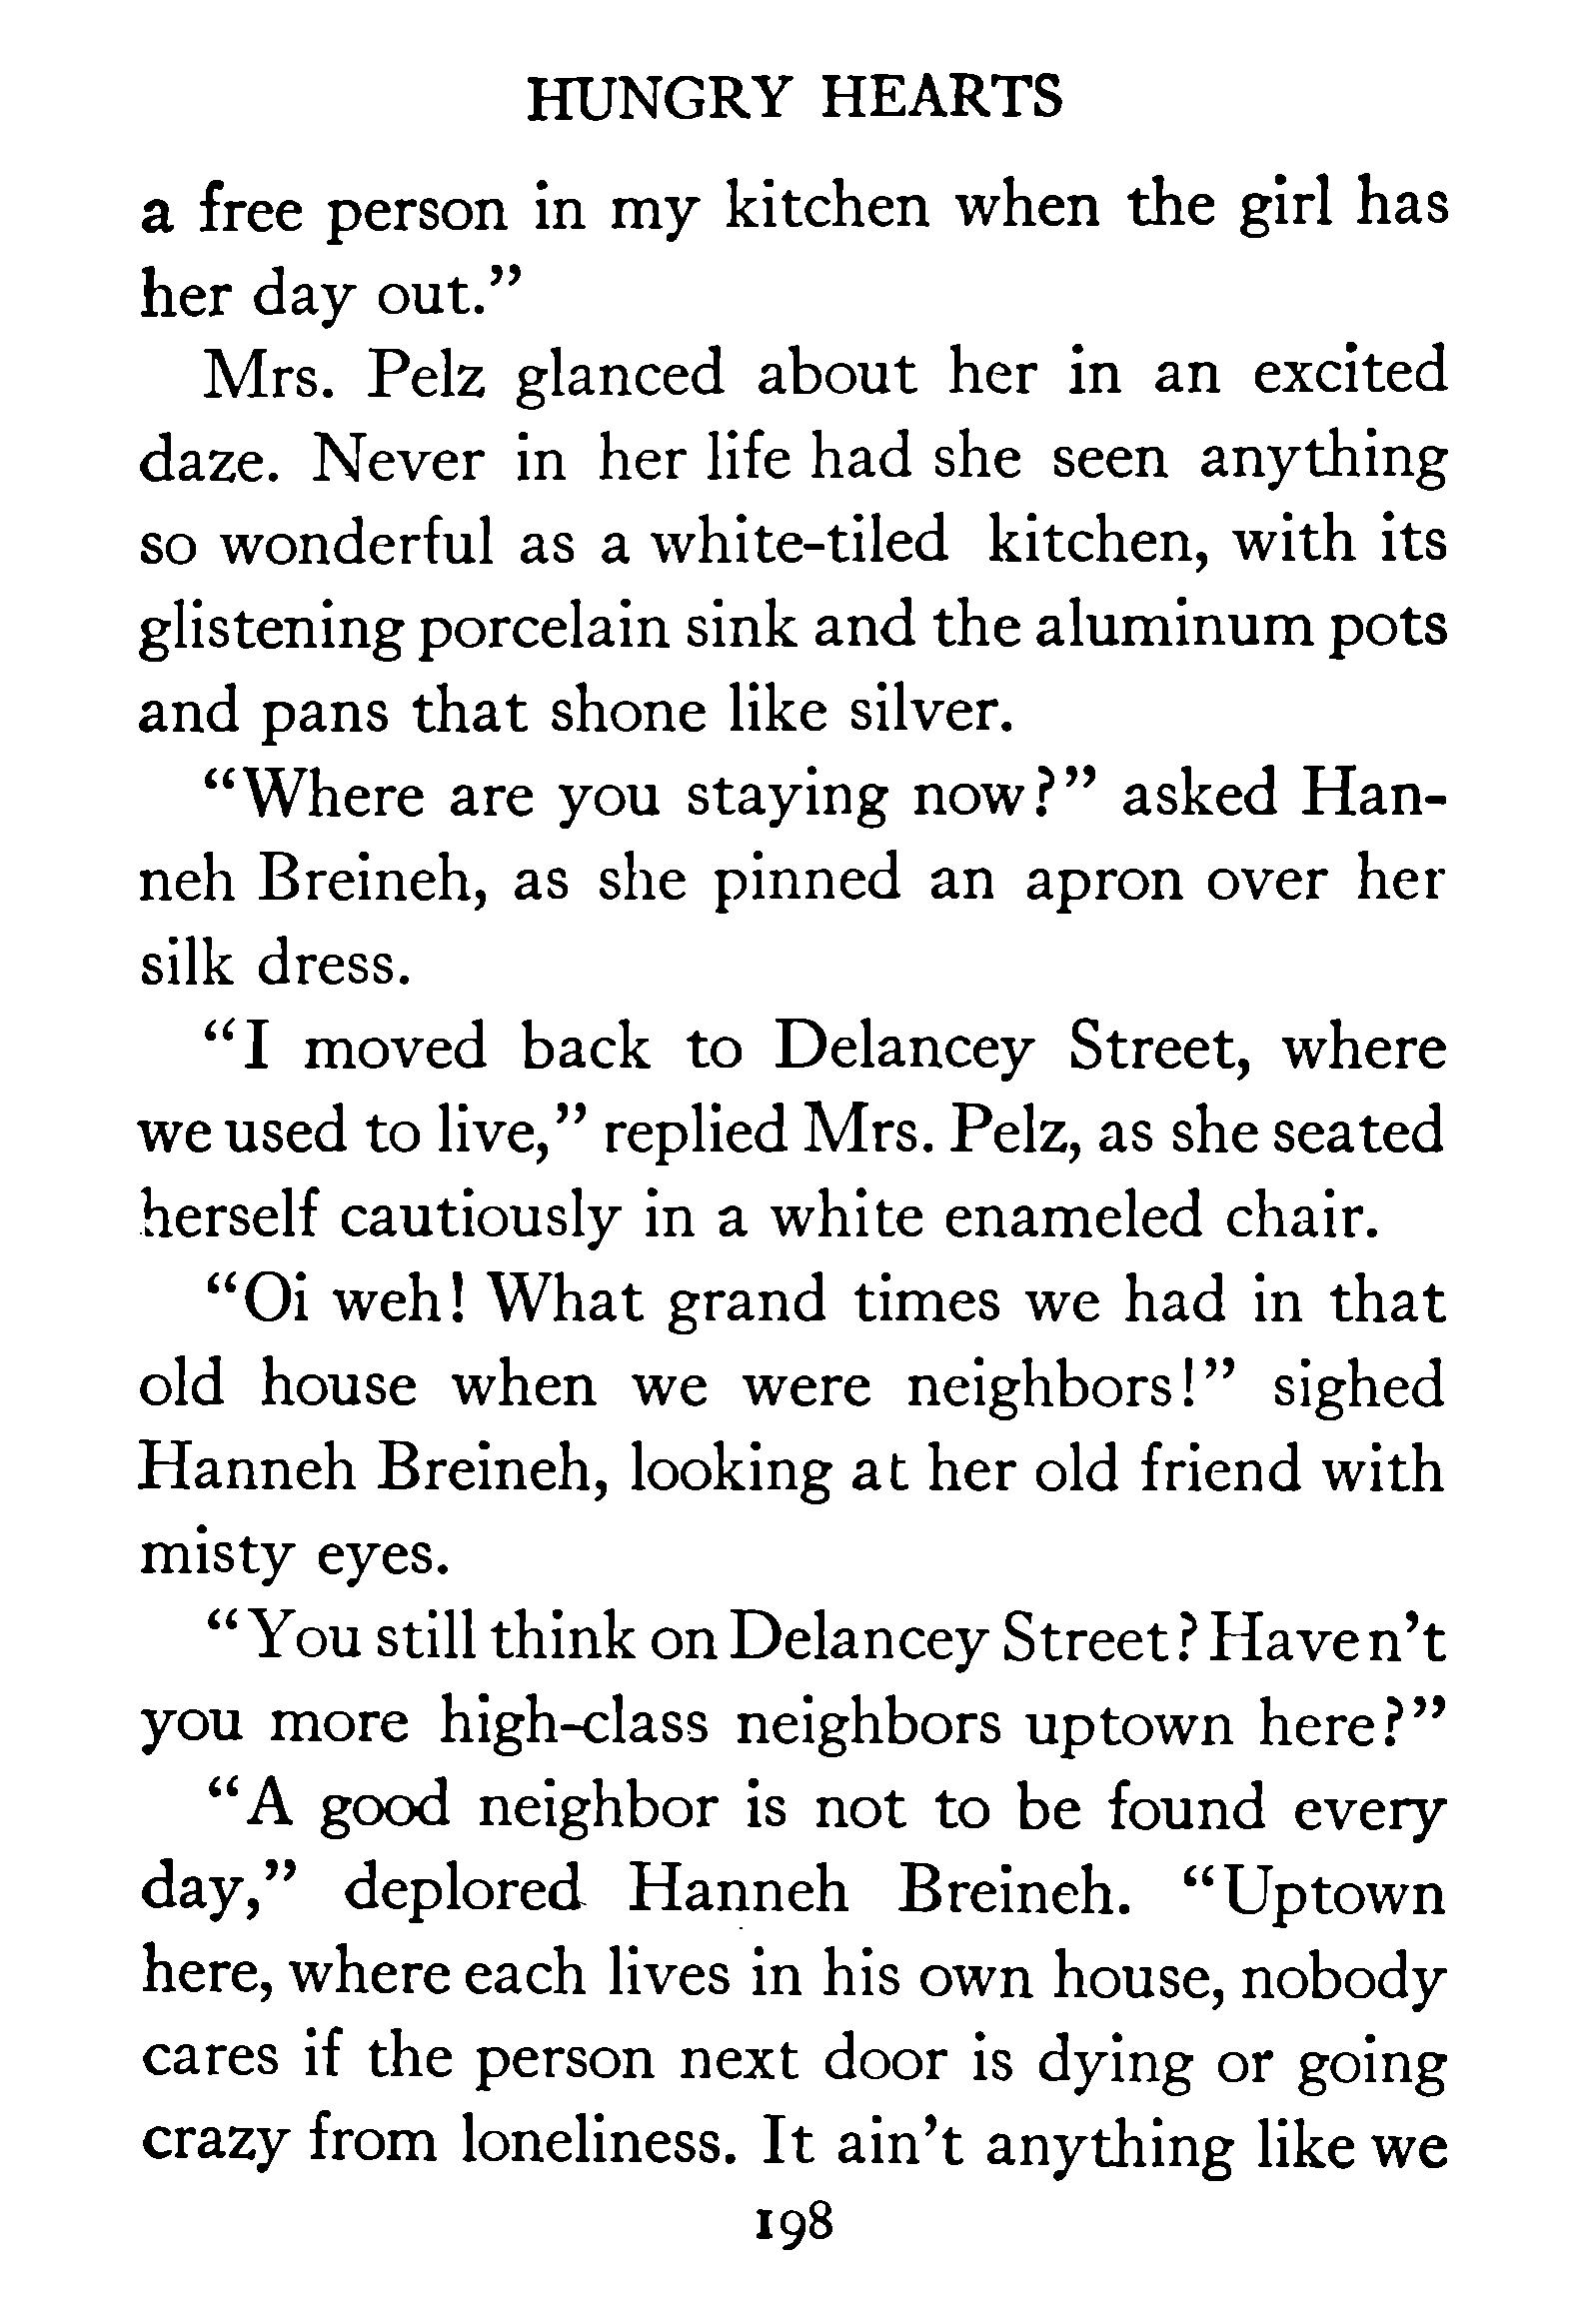 HUNGRY HEARTS
a free person in my kitchen when the girl has
her day out.”
Mrs. Pelz glanced about her in an excited
daze. Never in her life had she seen anything
so wonderful as a white-tiled kitchen, with its
glistening porcelain sink and the aluminum pots
and pans that shone like silver.
“Where are you staying now?” asked Han-
neh Breineh, as she pinned an apron over her
silk dress.
“I moved back to Delancey Street, where
we used to live,” replied Mrs. Pelz, as she seated
herself cautiously in a white enameled chair.
“Oi weh! What grand times we had in that
old house when we were neighbors!” sighed
Hanneh Breineh, looking at her old friend with
misty eyes.
“You still think on Delancey Street? Haven’t
you more high-class neighbors uptown here?”
“A good neighbor is not to be found every
day,” deplored Hanneh Breineh. “Uptown
here, where each lives in his own house, nobody
cares if the person next door is dying or going
crazy from loneliness. It ain’t anything like we
198